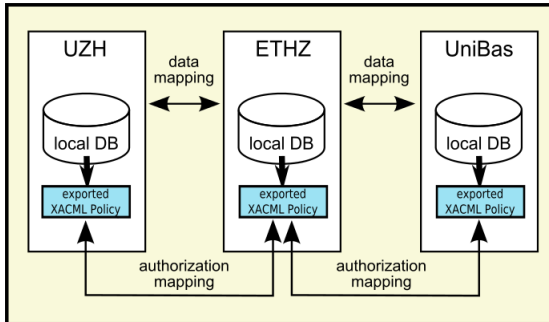 UZH
ETHZ
UniBas
data
mapping
data
mapping
local DB
local DB
local DB
exported
XACML Policy
exported
XACML Policy
exported
XACML Policy
authorization
mapping
authorization
mapping